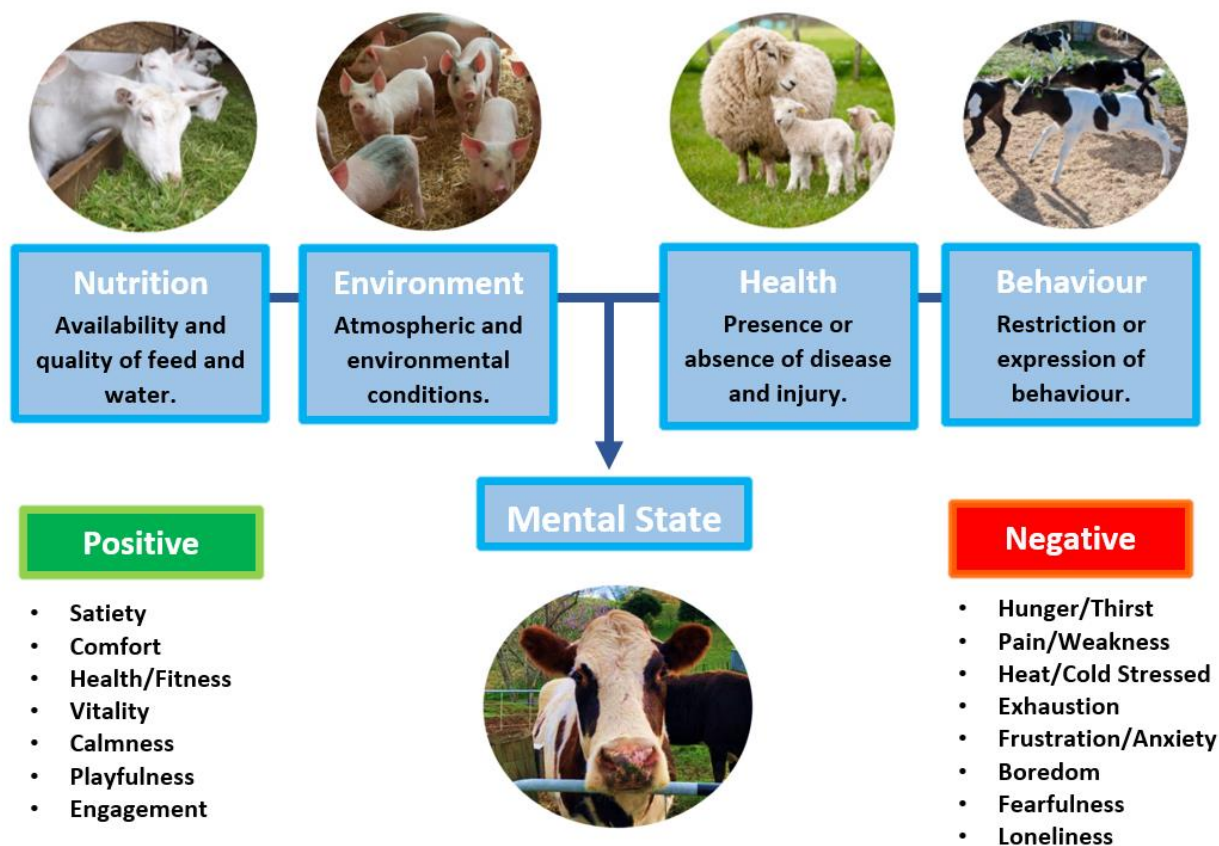 Nutrition
Availability and
quality of feed and
water.
Environment
Atmospheric and
environmental
conditions.
Health
Presence or
absence of disease
and injury.
Behaviour
Restriction or
expression of
behaviour.
Mental State
Positive
• Satiety
• Comfort
• Health/Fitness
• Vitality
• Calmness
• Playfulness
• Engagement
Negative
• Hunger/Thirst
• Pain/Weakness
• Heat/Cold Stressed
• Exhaustion
• Frustration/Anxiety
• Boredom
• Fearfulness
• Loneliness